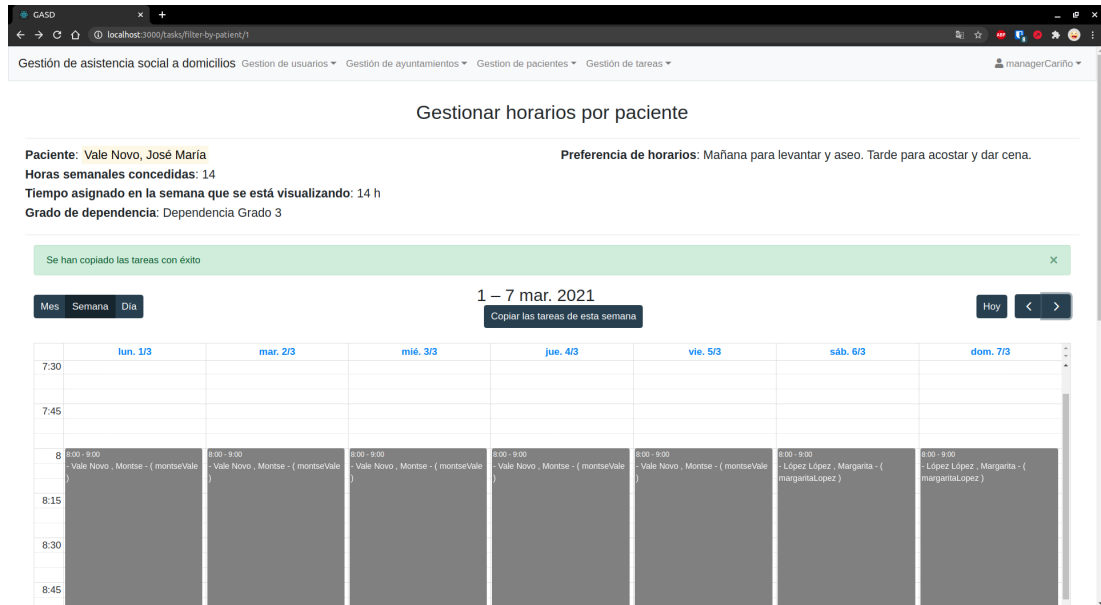 GASD
localhost:3000/tasks/filter-by-patient/1
Gestión de asistencia social a domicilios Gestion de usuarios Gestión de ayuntamientos Gestion de pacientes Gestión de tareas managerCariño
Gestionar horarios por paciente
Paciente: Vale Novo, José María
Preferencia de horarios: Mañana para levantar y aseo. Tarde para acostar y dar cena.
Horas semanales concedidas: 14
Tiempo asignado en la semana que se está visualizando: 14 h
Grado de dependencia: Dependencia Grado 3
Se han copiado las tareas con éxito ×
1 – 7 mar. 2021
Mes Semana Día
Copiar las tareas de esta semana
Hoy
lun. 1/3 mar. 2/3 mié. 3/3 jue. 4/3 vie. 5/3 sáb. 6/3 dom. 7/3
7:30
7:45
8
8:00 - 9:00 8:00 - 9:00 8:00 - 9:00 8:00 - 9:00 8:00 - 9:00 8:00 - 9:00 8:00 - 9:00
- Vale Novo , Montse - ( montseVale - Vale Novo , Montse - ( montseVale - Vale Novo , Montse - ( montseVale - Vale Novo , Montse - ( montseVale - Vale Novo , Montse - ( montseVale - López López , Margarita - ( - López López , Margarita - (
) ) ) ) ) margaritaLopez ) margaritaLopez )
8:15
8:30
8:45